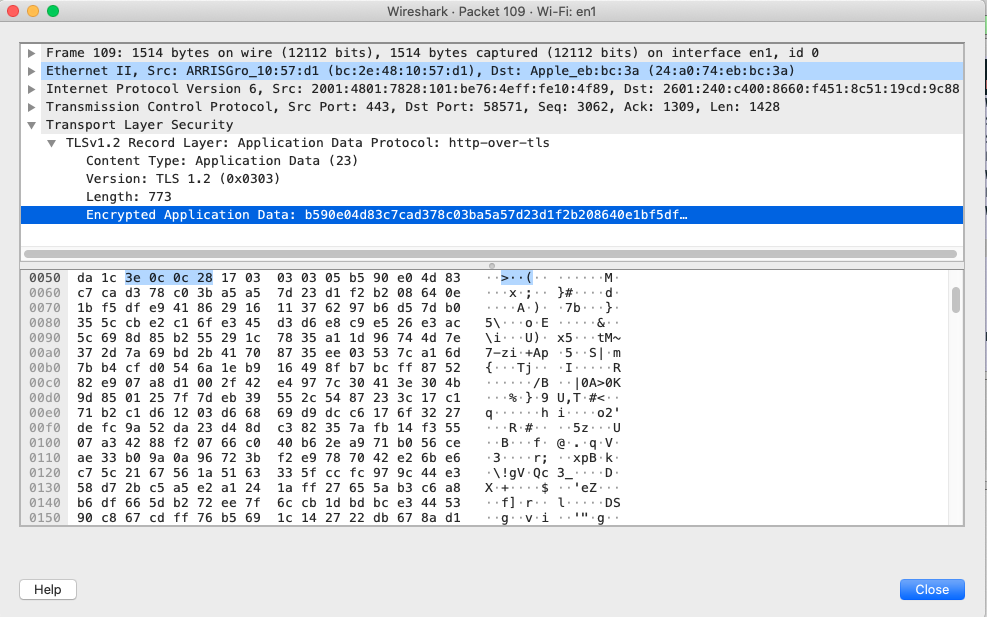 Wireshark · Packet 109 · Wi-Fi: en1
Frame 109: 1514 bytes on wire (12112 bits), 1514 bytes captured (12112 bits) on interface en1, id 0
Ethernet II, Src: ARRISGro_10:57:d1 (bc:2e:48:10:57:d1), Dst: Apple_eb:bc:3a (24:a0:74:eb:bc:3a)
Internet Protocol Version 6, Src: 2001:4801:7828:101:be76:4eff:fe10:4f89, Dst: 2601:240:c400:8660:f451:8c51:19cd:9c88
Transmission Control Protocol, Src Port: 443, Dst Port: 58571, Seq: 3062, Ack: 1309, Len: 1428
Transport Layer Security
TLSv1.2 Record Layer: Application Data Protocol: http-over-tls
Content Type: Application Data (23)
Version: TLS 1.2 (0x0303)
Length: 773
Encrypted Application Data: b590e04d83c7cad378c03ba5a57d23d1f2b208640e1bf5df…
0050 da 1c 3e 0c 0c 28 17 03 03 03 05 b5 90 e0 4d 83 ··>··( ······M·
0060 c7 ca d3 78 c0 3b a5 a5 7d 23 d1 f2 b2 08 64 0e ···x·;·· }#····d·
0070 1b f5 df e9 41 86 29 16 11 37 62 97 b6 d5 7d b0 ····A·)· ·7b···}·
0080 35 5c cb e2 c1 6f e3 45 d3 d6 e8 c9 e5 26 e3 ac 5\···o·E ·····&··
0090 5c 69 8d 85 b2 55 29 1c 78 35 a1 1d 96 74 4d 7e \i···U)· x5···tM~
00a0 37 2d 7a 69 bd 2b 41 70 87 35 ee 03 53 7c a1 6d 7-zi·+Ap ·5··S|·m
00b0 7b b4 cf d0 54 6a 1e b9 16 49 8f b7 bc ff 87 52 {···Tj·· ·I·····R
00c0 82 e9 07 a8 d1 00 2f 42 e4 97 7c 30 41 3e 30 4b ······/B ··|0A>0K
00d0 9d 85 01 25 7f 7d eb 39 55 2c 54 87 23 3c 17 c1 ···%·}·9 U,T·#<··
00e0 71 b2 c1 d6 12 03 d6 68 69 d9 dc c6 17 6f 32 27 q······h i····o2'
00f0 de fc 9a 52 da 23 d4 8d c3 82 35 7a fb 14 f3 55 ···R·#·· ··5z···U
0100 07 a3 42 88 f2 07 66 c0 40 b6 2e a9 71 b0 56 ce ··B···f· @·.·q·V·
0110 ae 33 b0 9a 0a 96 72 3b f2 e9 78 70 42 e2 6b e6 ·3····r; ··xpB·k·
0120 c7 5c 21 67 56 1a 51 63 33 5f cc fc 97 9c 44 e3 ·\!gV·Qc 3_····D·
0130 58 d7 2b c5 a5 e2 a1 24 1a ff 27 65 5a b3 c6 a8 X·+····$ ··'eZ···
0140 b6 df 66 5d b2 72 ee 7f 6c cb 1d bd bc e3 44 53 ··f]·r·· l·····DS
0150 90 c8 67 cd ff 76 b5 69 1c 14 27 22 db 67 8a d1 ··g··v·i ··'"·g··
Help
Close